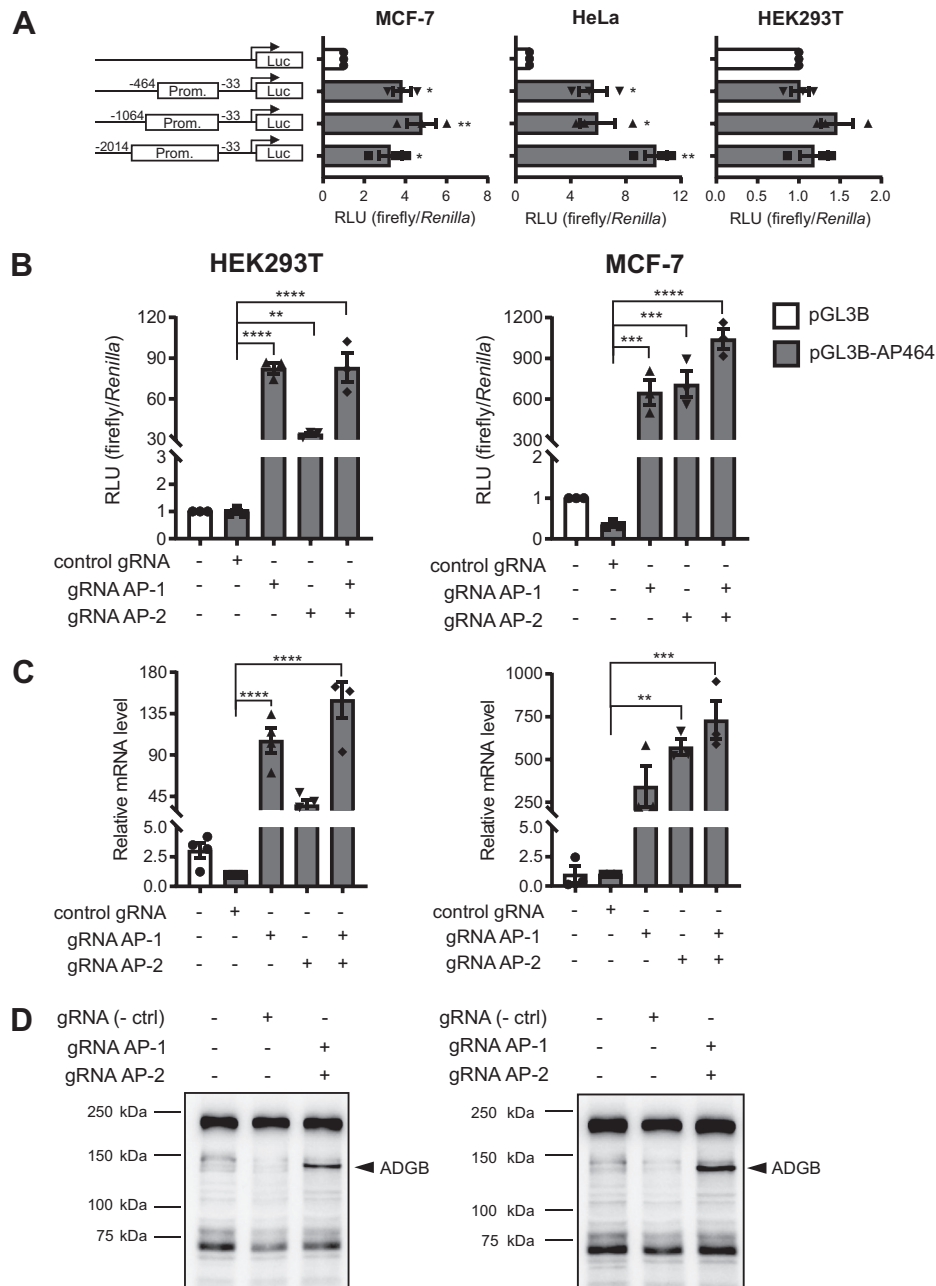 A
MCF-7
HeLa
HEK293T
Luc
-464
Prom.
-33
Luc
*
*
-1064
Prom.
-33
Luc
**
*
-2014
Prom.
-33
Luc
*
**
0 2 4 6 8
0 4 8 12
0.0 0.5 1.0 1.5 2.0
RLU (firefly/Renilla)
RLU (firefly/Renilla)
RLU (firefly/Renilla)
B
HEK293T
RLU (firefly/Renilla)
120
90
60
30
3
2
1
0
****
**
****
control gRNA - + - - -
gRNA AP-1 - - + - +
gRNA AP-2 - - - + +
MCF-7
RLU (firefly/Renilla)
1200
900
600
300
2
1
0
****
***
***
control gRNA - + - - -
gRNA AP-1 - - + - +
gRNA AP-2 - - - + +
pGL3B
pGL3B-AP464
C
Relative mRNA level
180
135
90
45
5.0
2.5
0.0
****
****
control gRNA - + - - -
gRNA AP-1 - - + - +
gRNA AP-2 - - - + +
Relative mRNA level
1000
750
500
250
5.0
2.5
0.0
***
**
control gRNA - + - - -
gRNA AP-1 - - + - +
gRNA AP-2 - - - + +
D
gRNA (- ctrl) - + -
gRNA AP-1 - - +
gRNA AP-2 - - +
250 kDa
150 kDa
100 kDa
75 kDa
ADGB
gRNA (- ctrl) - + -
gRNA AP-1 - - +
gRNA AP-2 - - +
250 kDa
150 kDa
100 kDa
75 kDa
ADGB